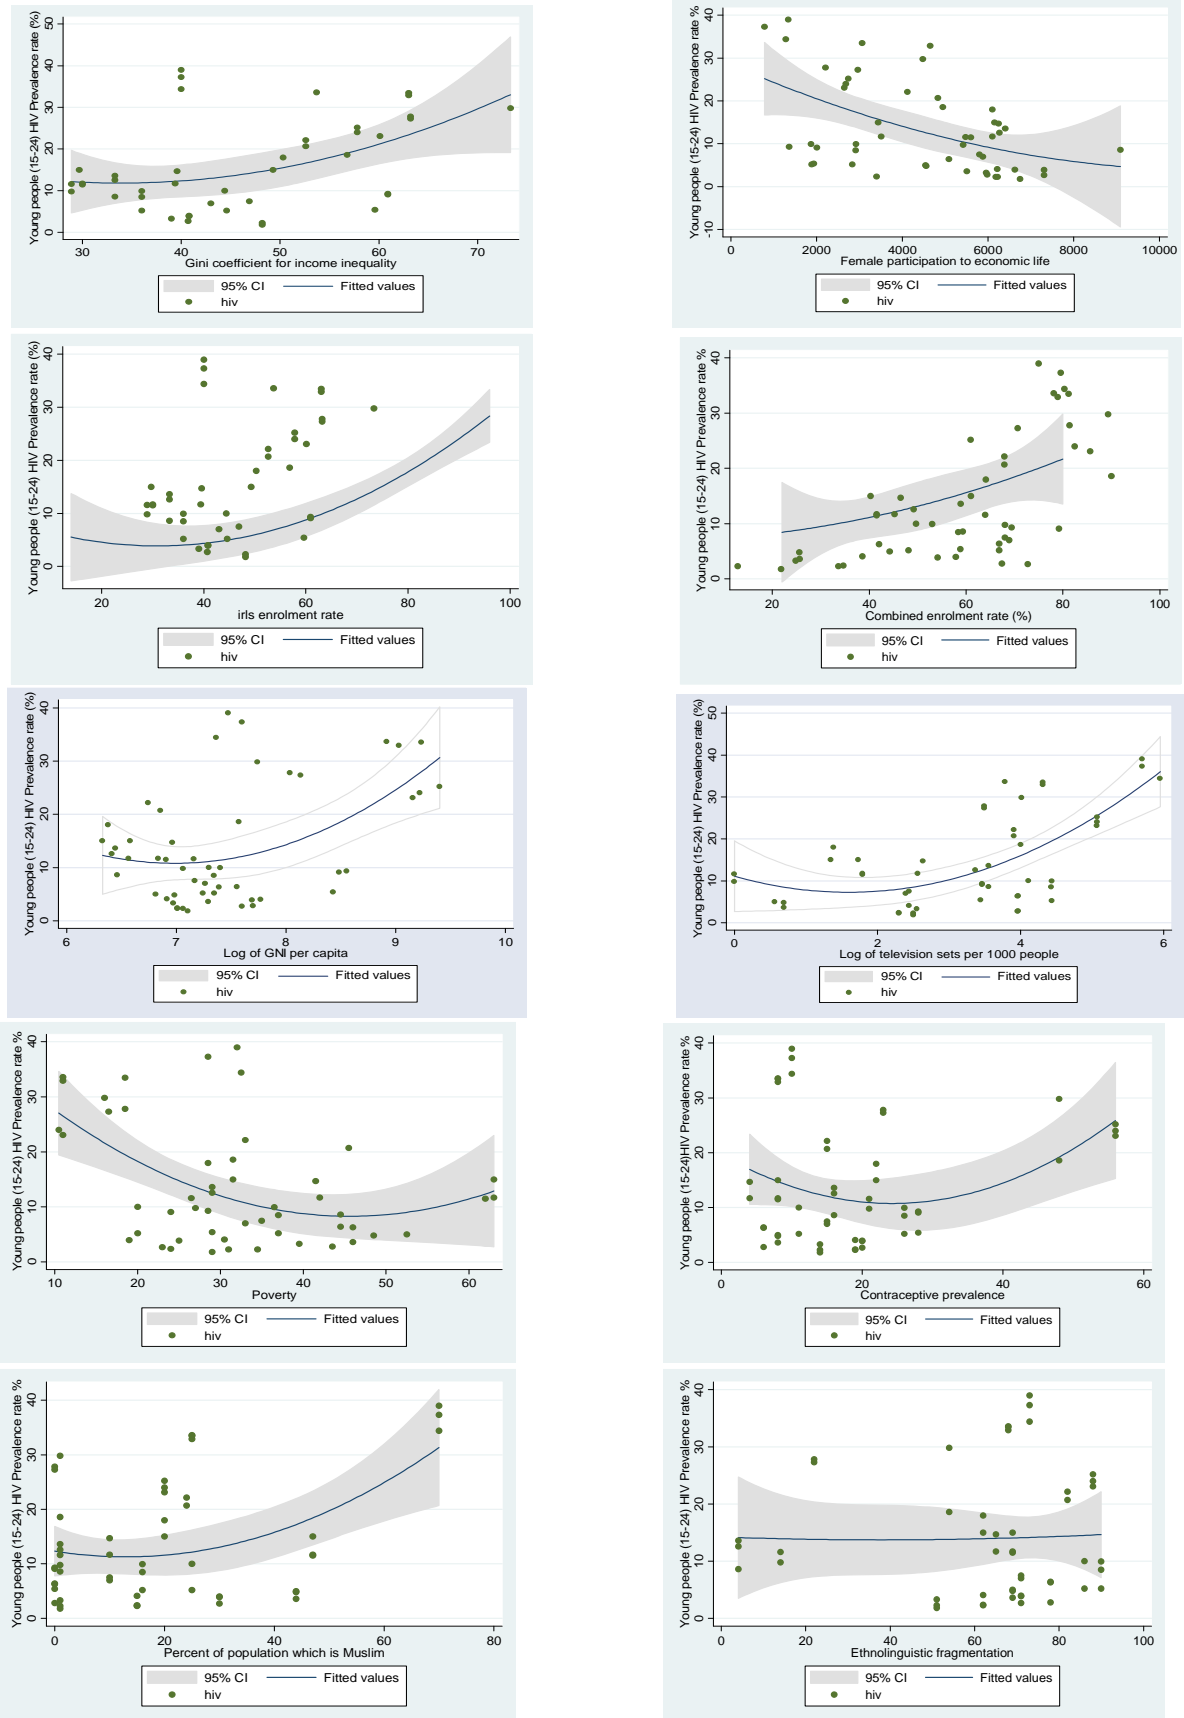 Young people (15-24) HIV Prevalence rate (%)
50
40
30
20
10
0
30 40 50 60 70
Gini coefficient for income inequality
95% CI Fitted values
hiv
Young people (15-24) HIV Prevalence rate %
40
30
20
10
0
-10
0 2000 4000 6000 8000 10000
Female participation to economic life
95% CI Fitted values
hiv
Young people (15-24) HIV Prevalence rate (%)
40
30
20
10
0
20 40 60 80 100
irls enrolment rate
95% CI Fitted values
hiv
Young people (15-24) HIV Prevalence rate %
40
30
20
10
0
20 40 60 80 100
Combined enrolment rate (%)
95% CI Fitted values
hiv
Young people (15-24) HIV Prevalence rate (%)
40
30
20
10
0
6 7 8 9 10
Log of GNI per capita
95% CI Fitted values
hiv
Young people (15-24) HIV Prevalence rate (%)
50
40
30
20
10
0
0 2 4 6
Log of television sets per 1000 people
95% CI Fitted values
hiv
Young people (15-24) HIV Prevalence rate %
40
30
20
10
0
10 20 30 40 50 60
Poverty
95% CI Fitted values
hiv
Young people (15-24)HIV Prevalence rate %
40
30
20
10
0
0 20 40 60
Contraceptive prevalence
95% CI Fitted values
hiv
Young people (15-24) HIV Prevalence rate %
40
30
20
10
0
0 20 40 60 80
Percent of population which is Muslim
95% CI Fitted values
hiv
Young people (15-24) HIV Prevalence rate %
40
30
20
10
0
0 20 40 60 80 100
Ethnolinguistic fragmentation
95% CI Fitted values
hiv